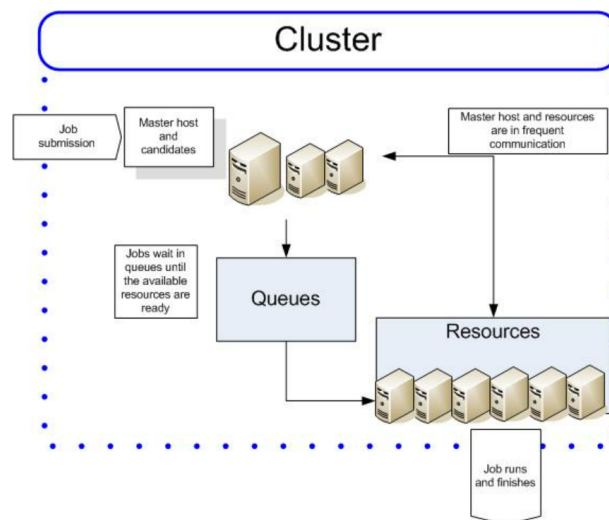 Cluster
Job
submission
Master host
and
candidates
Master host and resources
are in frequent
communication
Jobs wait in
queues until
the available
resources are
ready
Queues
Resources
Job runs
and finishes